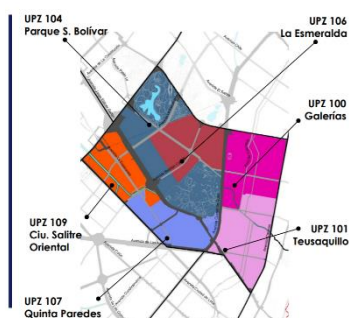 UPZ 104
Parque S. Bolívar
UPZ 106
La Esmeralda
UPZ 100
Galerías
UPZ 109
Ciu. Salitre
Oriental
UPZ 101
Teusaquillo
UPZ 107
Quinta Paredes